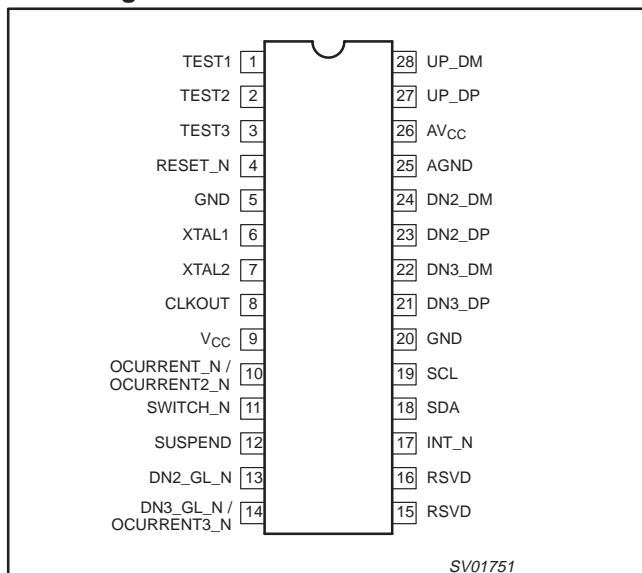 TEST1 1
TEST2 2
TEST3 3
RESET_N 4
GND 5
XTAL1 6
XTAL2 7
CLKOUT 8
VCC 9
OCURRENT_N /
OCURRENT2_N 10
SWITCH_N 11
SUSPEND 12
DN2_GL_N 13
DN3_GL_N /
OCURRENT3_N 14
28 UP_DM
27 UP_DP
26 AVCC
25 AGND
24 DN2_DM
23 DN2_DP
22 DN3_DM
21 DN3_DP
20 GND
19 SCL
18 SDA
17 INT_N
16 RSVD
15 RSVD
SV01751